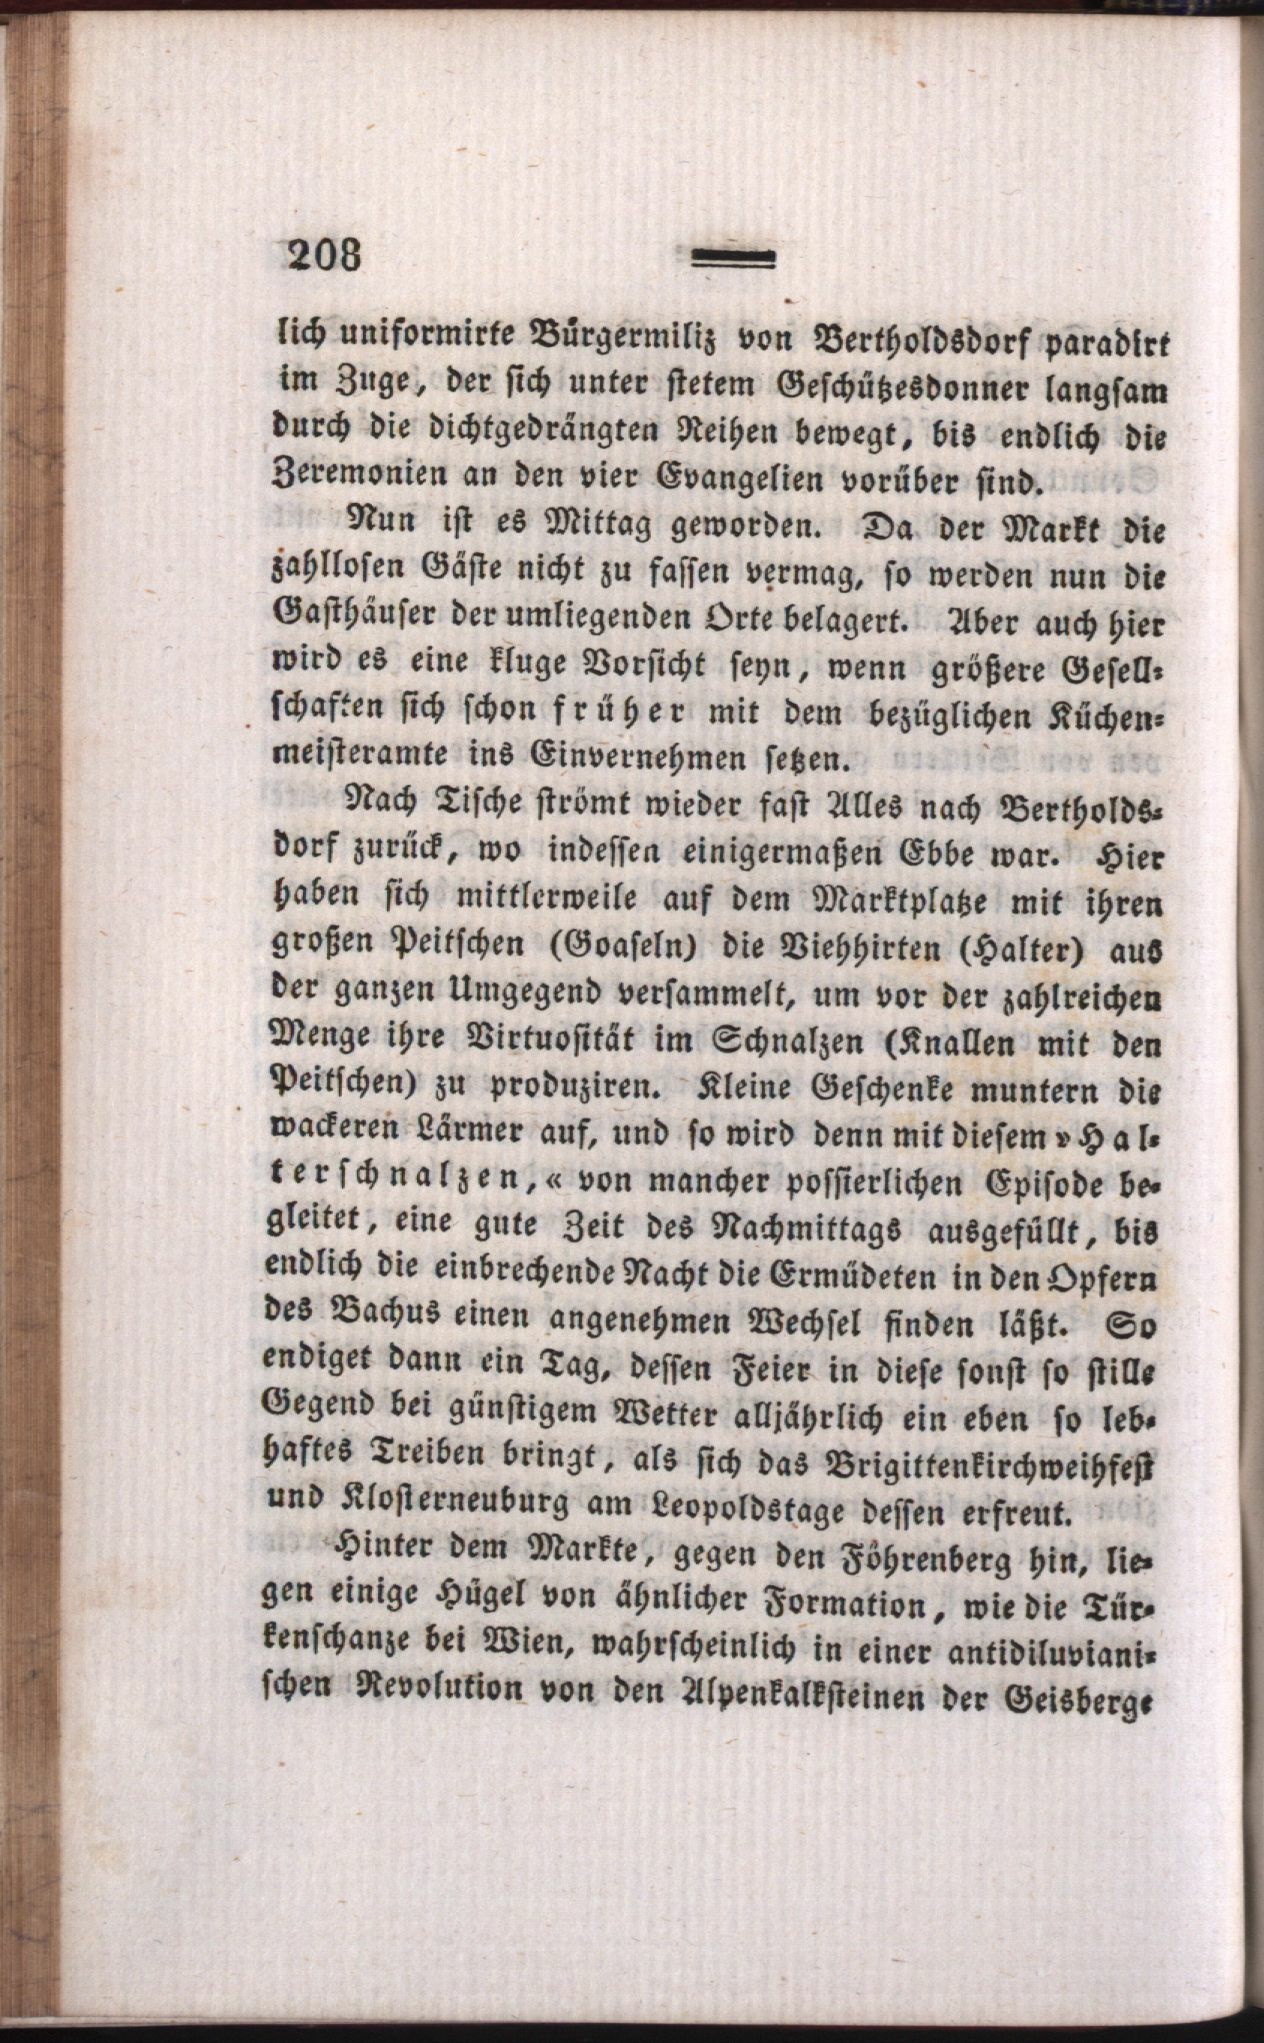 208
lich uniformirte Bürgermiliz von Bertholdsdorf paradirt
im Zuge, der sich unter stetem Geschützesdonner langsam
durch die dichtgedrängten Reihen bewegt, bis endlich die
Zeremonien an den vier Evangelien vorüber sind.
Nun ist es Mittag geworden. Da der Markt die
zahllosen Gäste nicht zu fassen vermag, so werden nun die
Gasthäuser der umliegenden Orte belagert. Aber auch hier
wird es eine kluge Vorsicht seyn, wenn größere Gesell-
schaften sich schon früher mit dem bezüglichen Küchen-
meisteramte ins Einvernehmen setzen.
Nach Tische strömt wieder fast Alles nach Bertholds-
dorf zurück, wo indessen einigermaßen Ebbe war. Hier
haben sich mittlerweile auf dem Marktplatze mit ihren
großen Peitschen (Goaseln) die Viehhirten (Halter) aus
der ganzen Umgegend versammelt, um vor der zahlreichen
Menge ihre Virtuosität im Schnalzen (Knallen mit den
Peitschen) zu produziren. Kleine Geschenke muntern die
wackeren Lärmer auf, und so wird denn mit diesem »Hal-
terschnalzen,« von mancher possierlichen Episode be-
gleitet, eine gute Zeit des Nachmittags ausgefüllt, bis
endlich die einbrechende Nacht die Ermüdeten in den Opfern
des Bachus einen angenehmen Wechsel finden läßt. So
endiget dann ein Tag, dessen Feier in diese sonst so stille
Gegend bei günstigem Wetter alljährlich ein eben so leb-
haftes Treiben bringt, als sich das Brigittenkirchweihfest
und Klosterneuburg am Leopoldstage dessen erfreut.
Hinter dem Markte, gegen den Föhrenberg hin, lie-
gen einige Hügel von ähnlicher Formation, wie die Tür-
kenschanze bei Wien, wahrscheinlich in einer antidiluviani-
schen Revolution von den Alpenkalksteinen der Geisberge